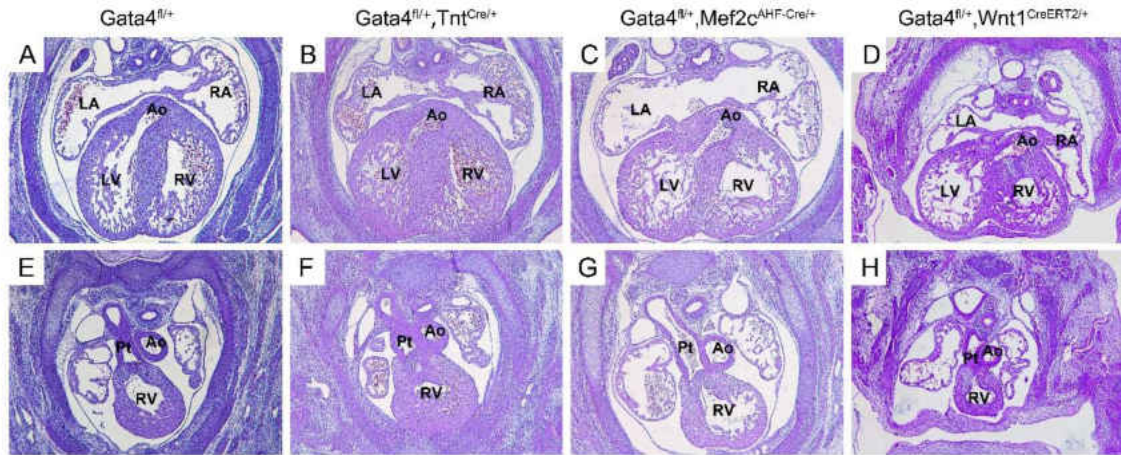 Gata4fl/+ Gata4fl/+,TntCre/+ Gata4fl/+,Mef2cAHF-Cre/+ Gata4fl/+,Wnt1CreERT2/+
A B C D
LA RA LA RA LA RA LA RA
Ao Ao Ao Ao
LV RV LV RV LV RV LV RV
E F G H
Pt Ao Pt Ao Pt Ao Pt Ao
RV RV RV RV